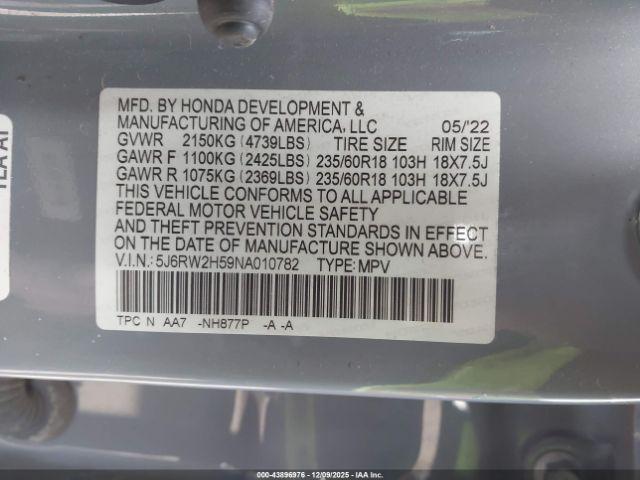 MFD. BY HONDA DEVELOPMENT &
MANUFACTURING OF AMERICA, LLC 05/'22
GVWR 2150KG (4739LBS) TIRE SIZE RIM SIZE
GAWR F 1100KG (2425LBS) 235/60R18 103H 18X7.5J
GAWR R 1075KG (2369LBS) 235/60R18 103H 18X7.5J
THIS VEHICLE CONFORMS TO ALL APPLICABLE
FEDERAL MOTOR VEHICLE SAFETY
AND THEFT PREVENTION STANDARDS IN EFFECT
ON THE DATE OF MANUFACTURE SHOWN ABOVE.
V.I.N.: 5J6RW2H59NA010782 TYPE: MPV
TPC N AA7 -NH877P -A -A
00-43896976 - 12/09/2025 - IAA Inc.